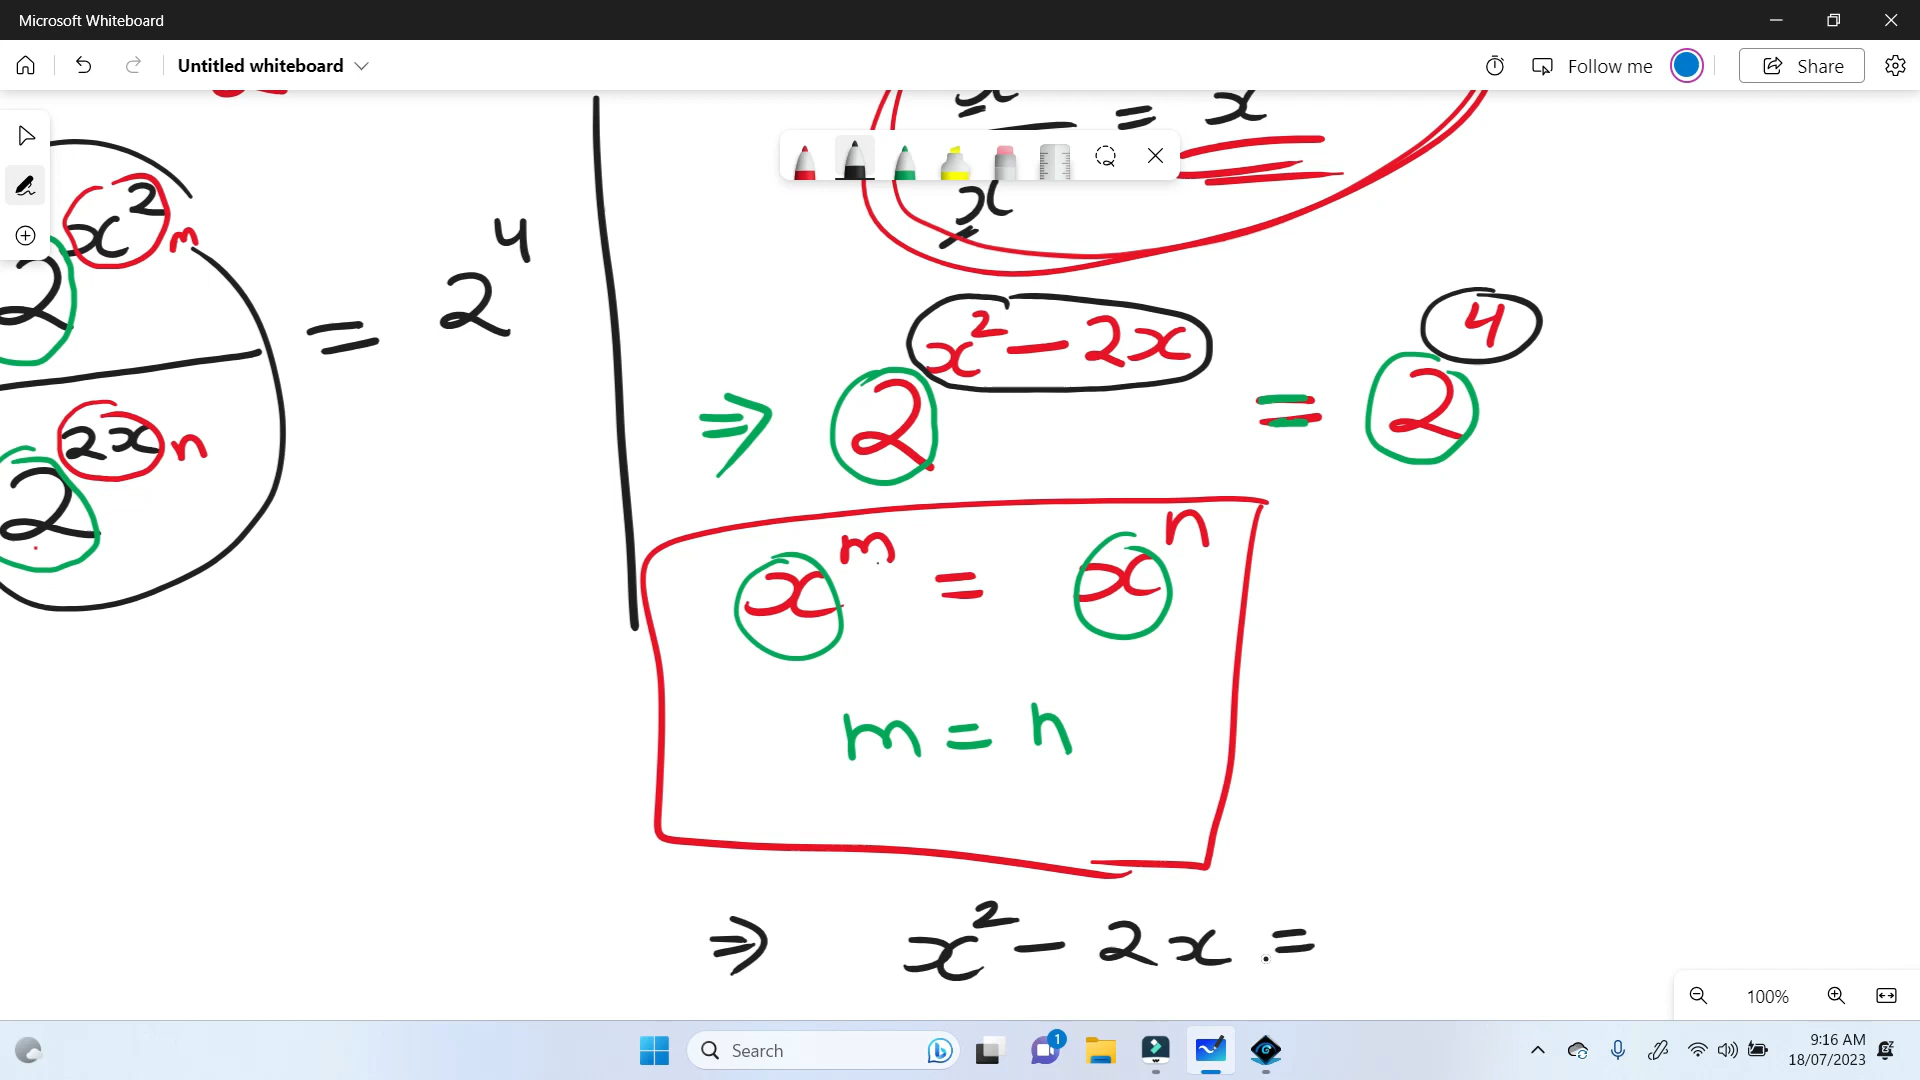 Microsoft Whiteboard
Untitled whiteboard
Follow me
Share
x² m
2
= 2⁴
2x n
2
= x
x
⇒ 2^(x² − 2x) = 2⁴
x^m = x^n
m = n
⇒ x² − 2x =
100%
Search
1
9:16 AM
18/07/2023